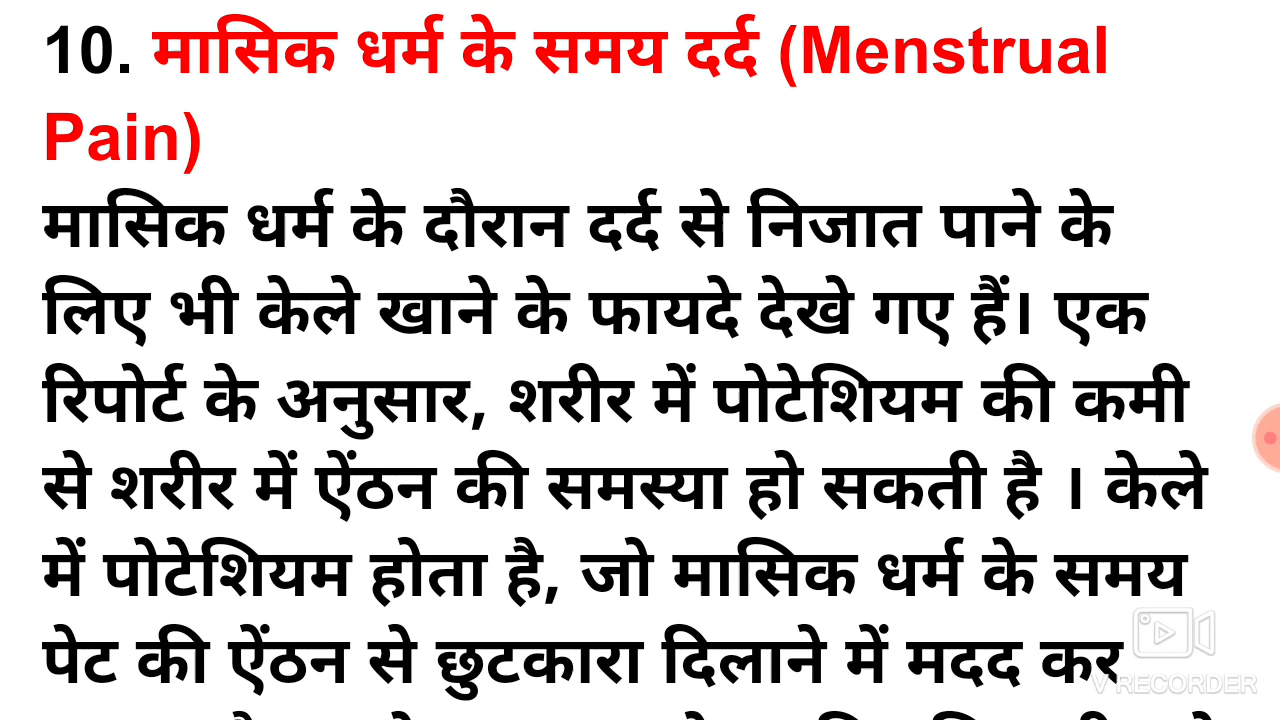 10. मासिक धर्म के समय दर्द (Menstrual
Pain)
मासिक धर्म के दौरान दर्द से निजात पाने के
लिए भी केले खाने के फायदे देखे गए हैं। एक
रिपोर्ट के अनुसार, शरीर में पोटेशियम की कमी
से शरीर में ऐंठन की समस्या हो सकती है । केले
में पोटेशियम होता है, जो मासिक धर्म के समय
पेट की ऐंठन से छुटकारा दिलाने में मदद कर
V RECORDER